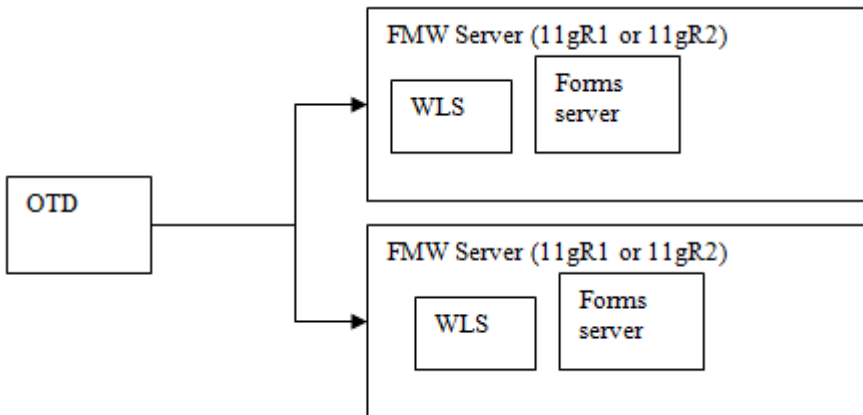 FMW Server (11gR1 or 11gR2)
WLS
Forms
server
OTD
FMW Server (11gR1 or 11gR2)
WLS
Forms
server